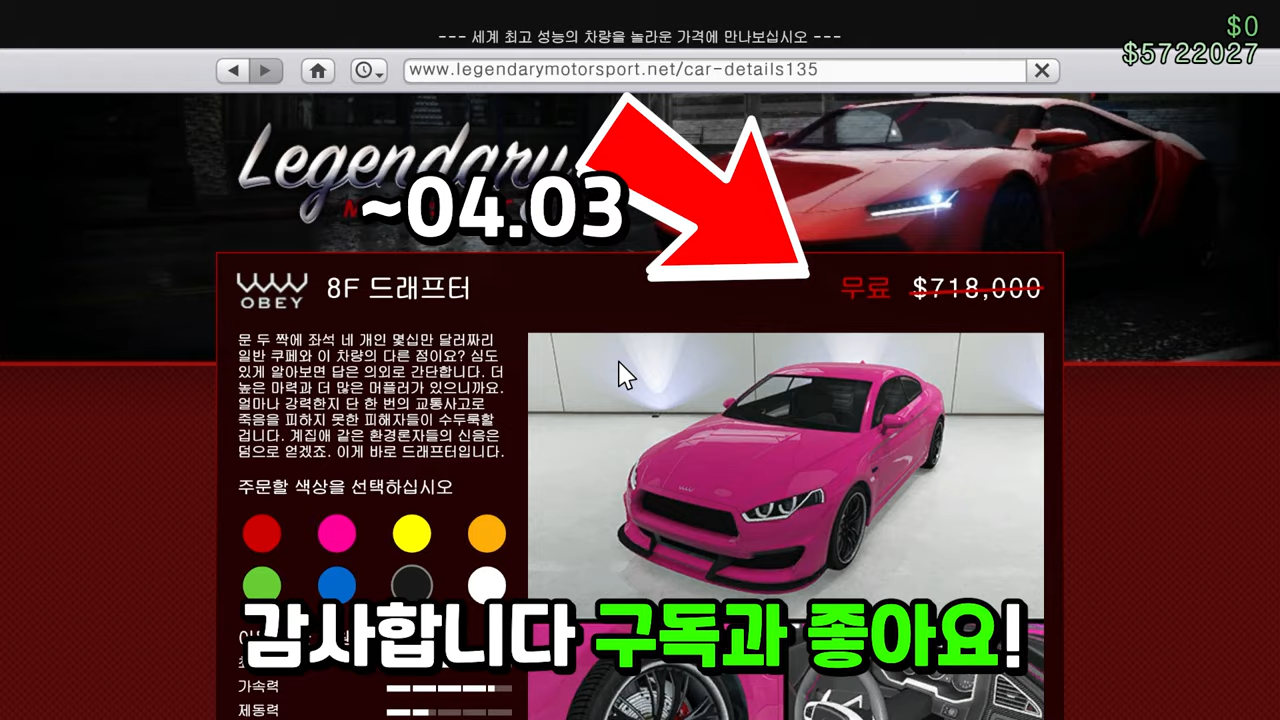 $0
--- 세계 최고 성능의 차량을 놀라운 가격에 만나보십시오 ---
$5722027
www.legendarymotorsport.net/car-details135
Legendary
~04.03
OBEY
8F 드래프터
무료 $718,000
문 두 짝에 좌석 네 개인 몇십만 달러짜리
일반 쿠페와 이 차량의 다른 점이요? 심도
있게 알아보면 답은 의외로 간단합니다. 더
높은 마력과 더 많은 머플러가 있으니까요.
얼마나 강력한지 단 한 번의 교통사고로
죽음을 피하지 못한 피해자들이 수두룩할
겁니다. 계집애 같은 환경론자들의 신음은
덤으로 얻겠죠. 이게 바로 드래프터입니다.
주문할 색상을 선택하십시오
감사합니다 구독과 좋아요!
가속력
제동력